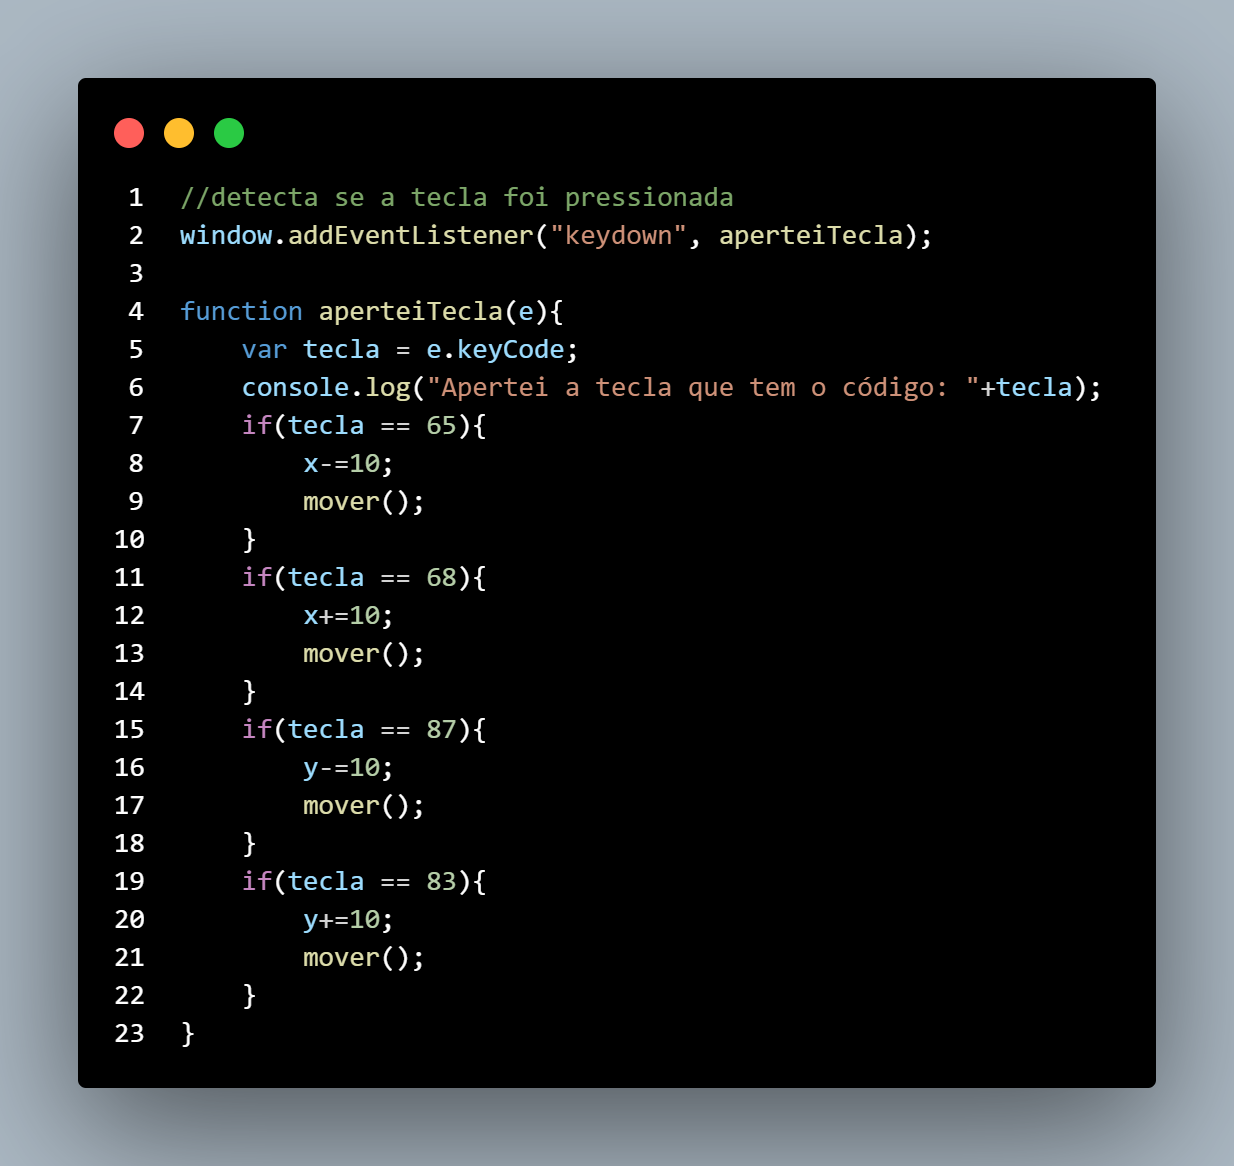 1 //detecta se a tecla foi pressionada
2 window.addEventListener("keydown", aperteiTecla);
3
4 function aperteiTecla(e){
5     var tecla = e.keyCode;
6     console.log("Apertei a tecla que tem o código: "+tecla);
7     if(tecla == 65){
8         x-=10;
9         mover();
10     }
11     if(tecla == 68){
12         x+=10;
13         mover();
14     }
15     if(tecla == 87){
16         y-=10;
17         mover();
18     }
19     if(tecla == 83){
20         y+=10;
21         mover();
22     }
23 }